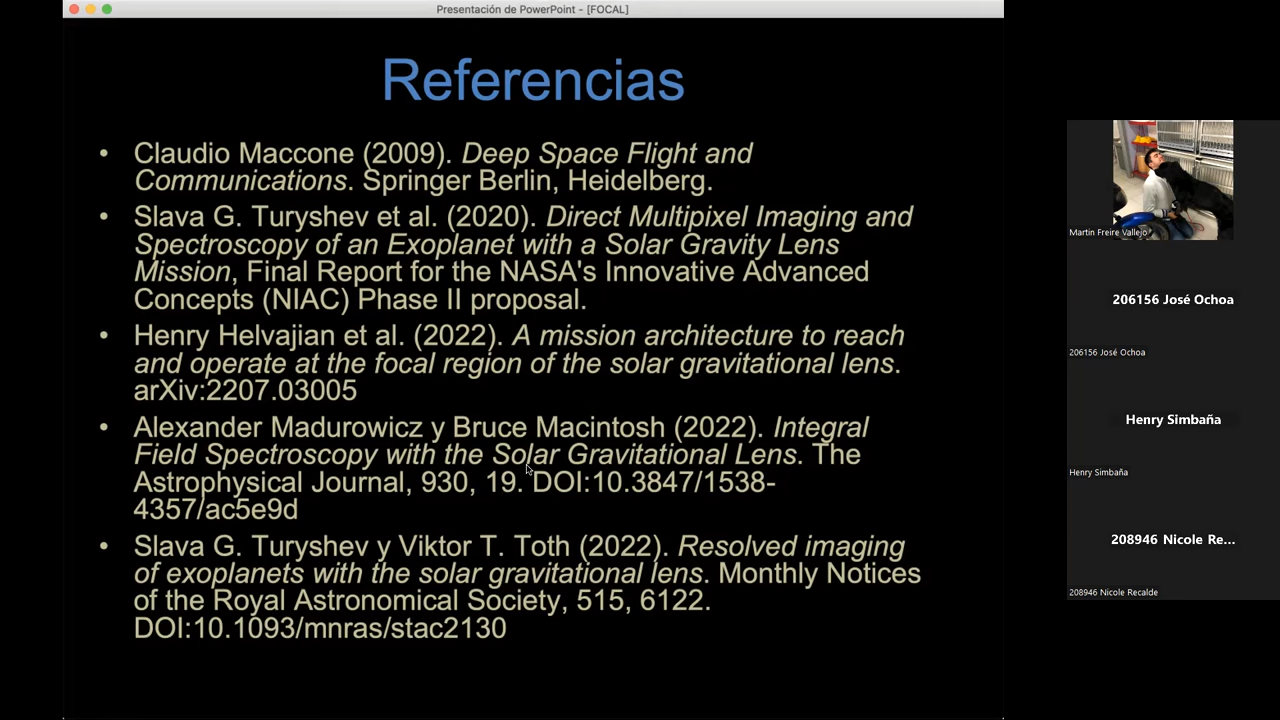 Presentación de PowerPoint - [FOCAL]
Referencias
• Claudio Maccone (2009). Deep Space Flight and
Communications. Springer Berlin, Heidelberg.
• Slava G. Turyshev et al. (2020). Direct Multipixel Imaging and
Spectroscopy of an Exoplanet with a Solar Gravity Lens
Mission, Final Report for the NASA's Innovative Advanced
Concepts (NIAC) Phase II proposal.
• Henry Helvajian et al. (2022). A mission architecture to reach
and operate at the focal region of the solar gravitational lens.
arXiv:2207.03005
• Alexander Madurowicz y Bruce Macintosh (2022). Integral
Field Spectroscopy with the Solar Gravitational Lens. The
Astrophysical Journal, 930, 19. DOI:10.3847/1538-
4357/ac5e9d
• Slava G. Turyshev y Viktor T. Toth (2022). Resolved imaging
of exoplanets with the solar gravitational lens. Monthly Notices
of the Royal Astronomical Society, 515, 6122.
DOI:10.1093/mnras/stac2130
Martin Freire Vallejo
206156 José Ochoa
206156 José Ochoa
Henry Simbaña
Henry Simbaña
208946 Nicole Re...
208946 Nicole Recalde